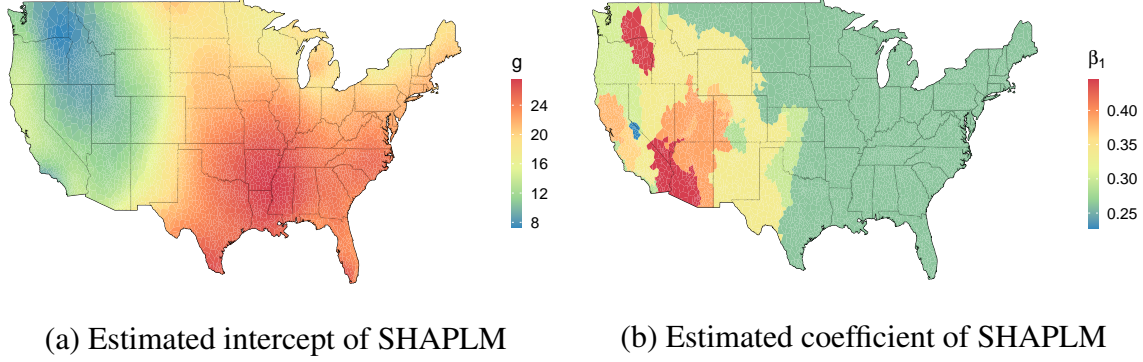 g
24
20
16
12
8
β1
0.40
0.35
0.30
0.25
(a) Estimated intercept of SHAPLM
(b) Estimated coefficient of SHAPLM